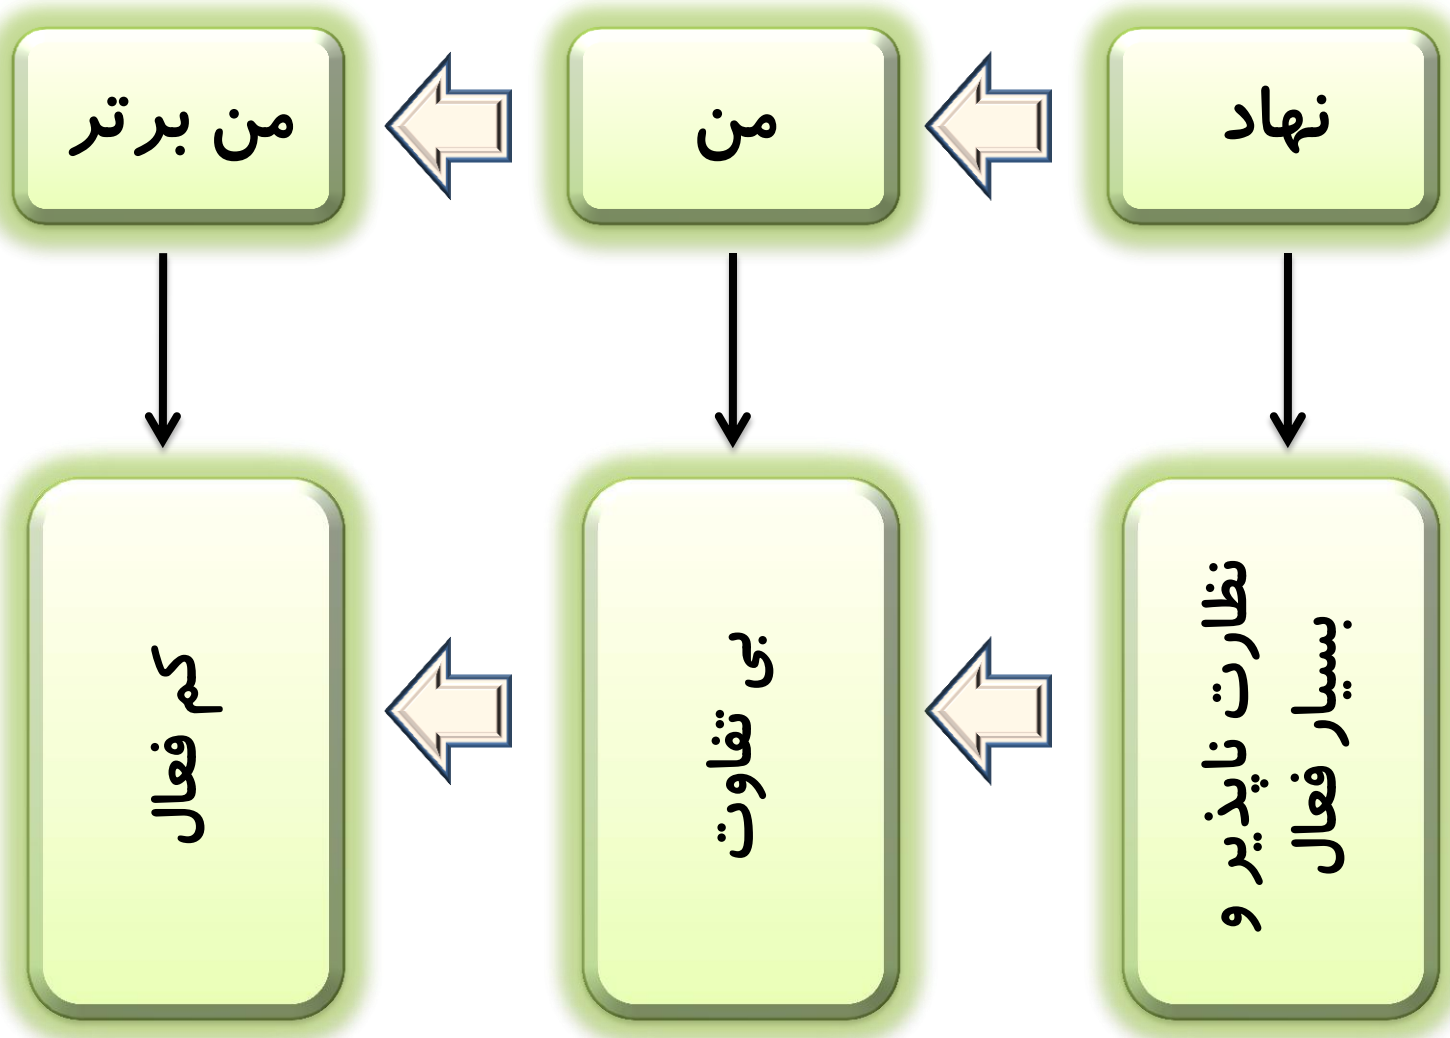 نهاد
من
من برتر
نظارت ناپذیر و
بسیار فعال
بی تفاوت
کم فعال